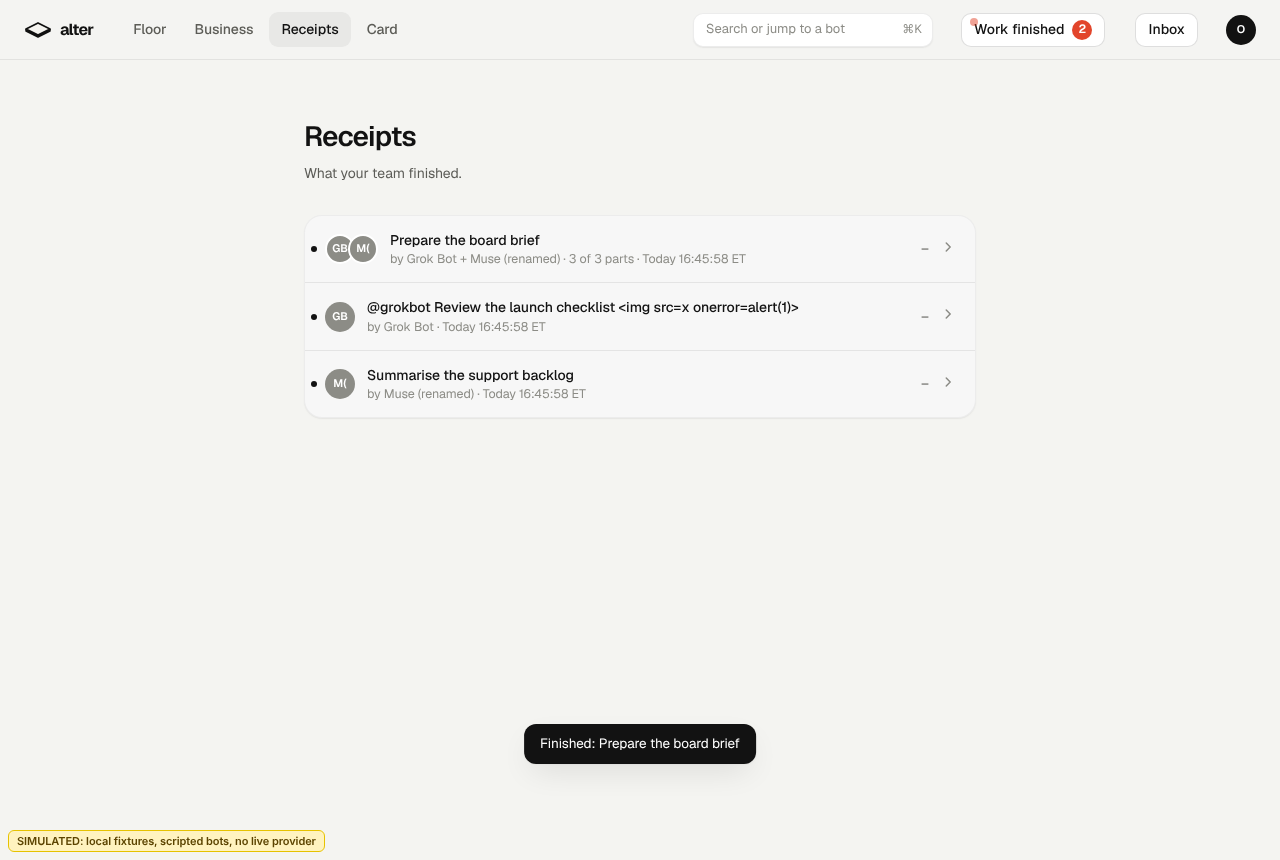 alter
Floor
Business
Receipts
Card
Search or jump to a bot
⌘K
Work finished
2
Inbox
O
Receipts
What your team finished.
GB
M(
Prepare the board brief
–
by Grok Bot + Muse (renamed) · 3 of 3 parts · Today 16:45:58 ET
GB
@grokbot Review the launch checklist <img src=x onerror=alert(1)>
–
by Grok Bot · Today 16:45:58 ET
M(
Summarise the support backlog
–
by Muse (renamed) · Today 16:45:58 ET
Finished: Prepare the board brief
SIMULATED: local fixtures, scripted bots, no live provider